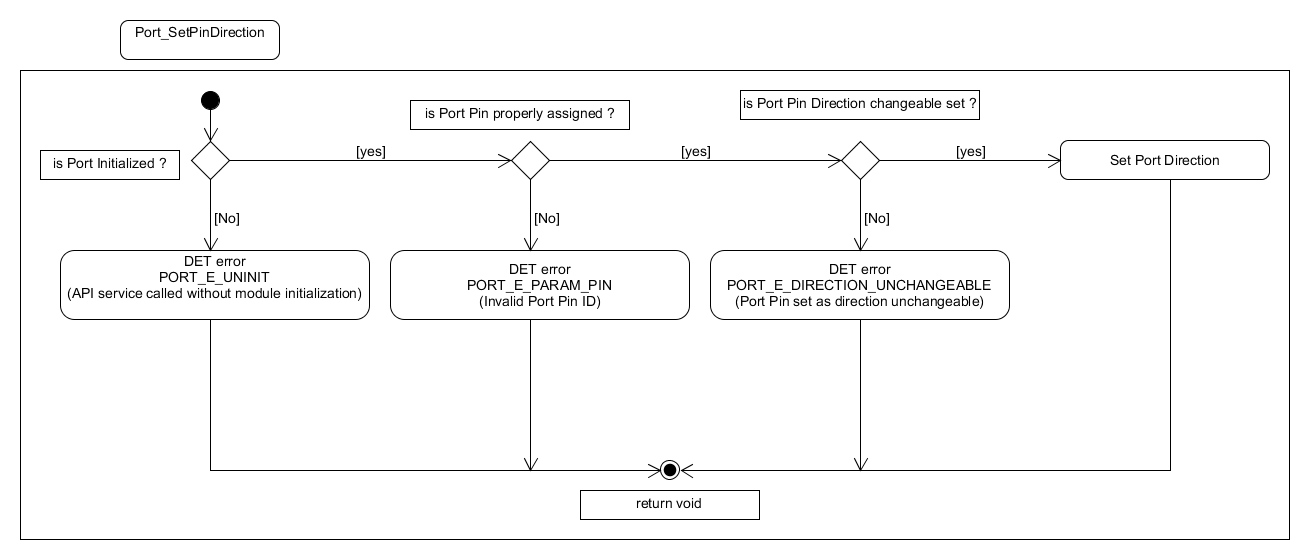 Port_SetPinDirection
is Port Pin Direction changeable set ?
is Port Pin properly assigned ?
is Port Initialized ?
[yes]
[yes]
[yes]
Set Port Direction
[No]
[No]
[No]
DET error
PORT_E_UNINIT
(API service called without module initialization)
DET error
PORT_E_PARAM_PIN
(Invalid Port Pin ID)
DET error
PORT_E_DIRECTION_UNCHANGEABLE
(Port Pin set as direction unchangeable)
return void